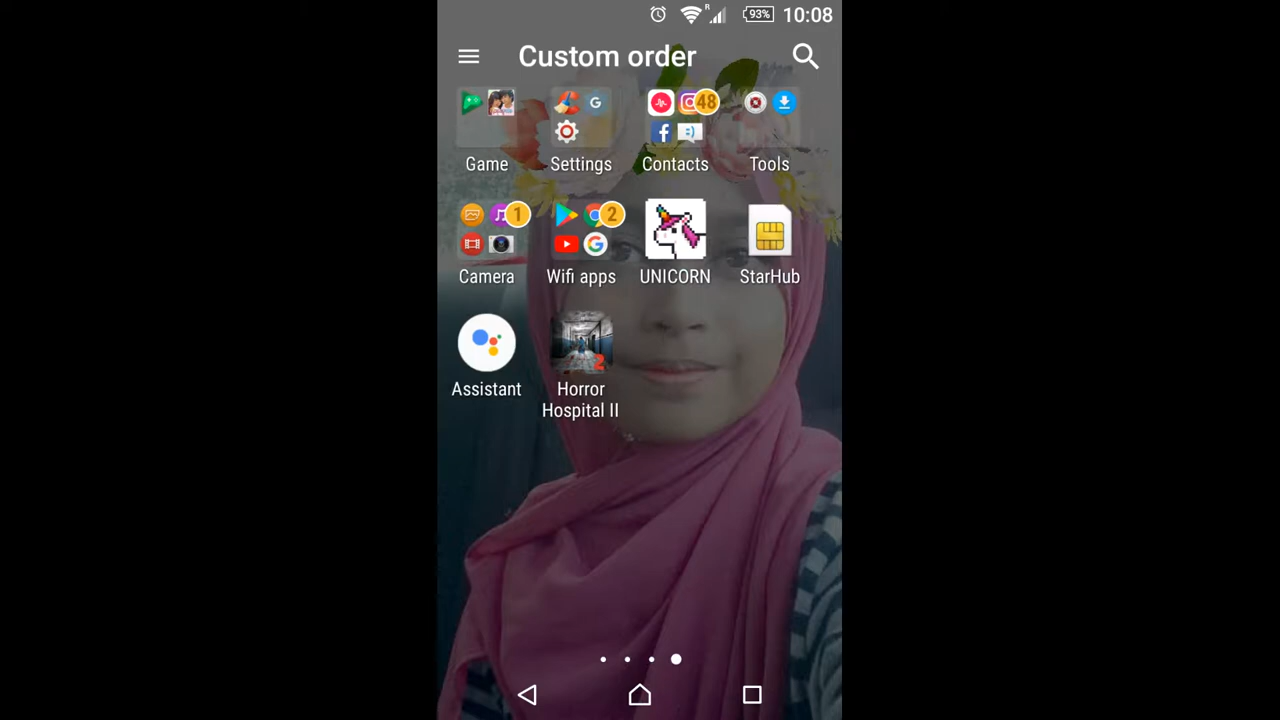 R 93% 10:08
Custom order
48
Game Settings Contacts Tools
1 2
Camera Wifi apps UNICORN StarHub
2
Assistant Horror
Hospital II